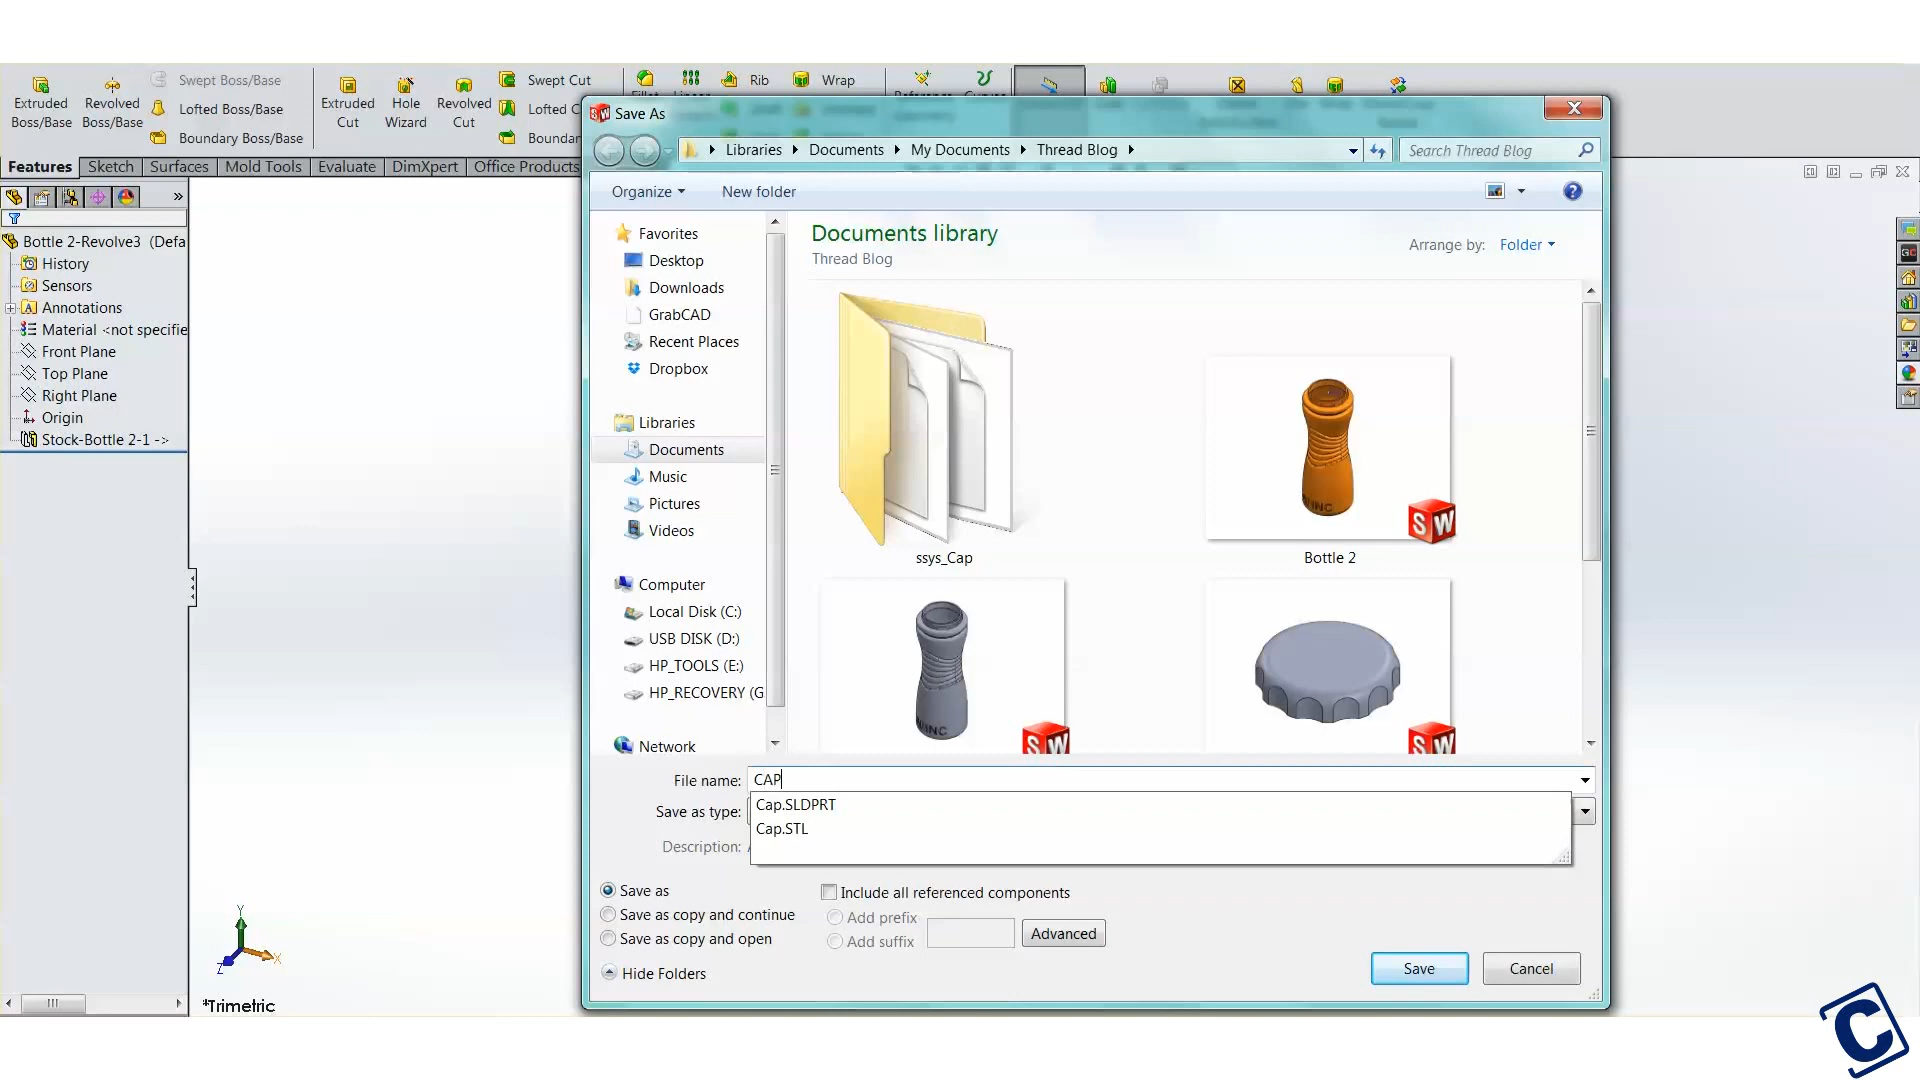 Extruded Boss/Base
Revolved Boss/Base
Swept Boss/Base
Lofted Boss/Base
Boundary Boss/Base
Extruded Cut
Hole Wizard
Revolved Cut
Swept Cut
Lofted C
Boundar
Rib
Wrap
Features
Sketch
Surfaces
Mold Tools
Evaluate
DimXpert
Office Products
Bottle 2-Revolve3 (Defa
History
Sensors
Annotations
Material <not specifie
Front Plane
Top Plane
Right Plane
Origin
Stock-Bottle 2-1 ->
Y
X
Z
*Trimetric
Save As
Libraries
Documents
My Documents
Thread Blog
Search Thread Blog
Organize
New folder
Favorites
Desktop
Downloads
GrabCAD
Recent Places
Dropbox
Libraries
Documents
Music
Pictures
Videos
Computer
Local Disk (C:)
USB DISK (D:)
HP_TOOLS (E:)
HP_RECOVERY (G
Network
Documents library
Thread Blog
Arrange by: Folder
ssys_Cap
Bottle 2
SW
SW
SW
File name: CAP
Cap.SLDPRT
Cap.STL
Save as type:
Description:
Save as
Save as copy and continue
Save as copy and open
Include all referenced components
Add prefix
Add suffix
Advanced
Hide Folders
Save
Cancel
C